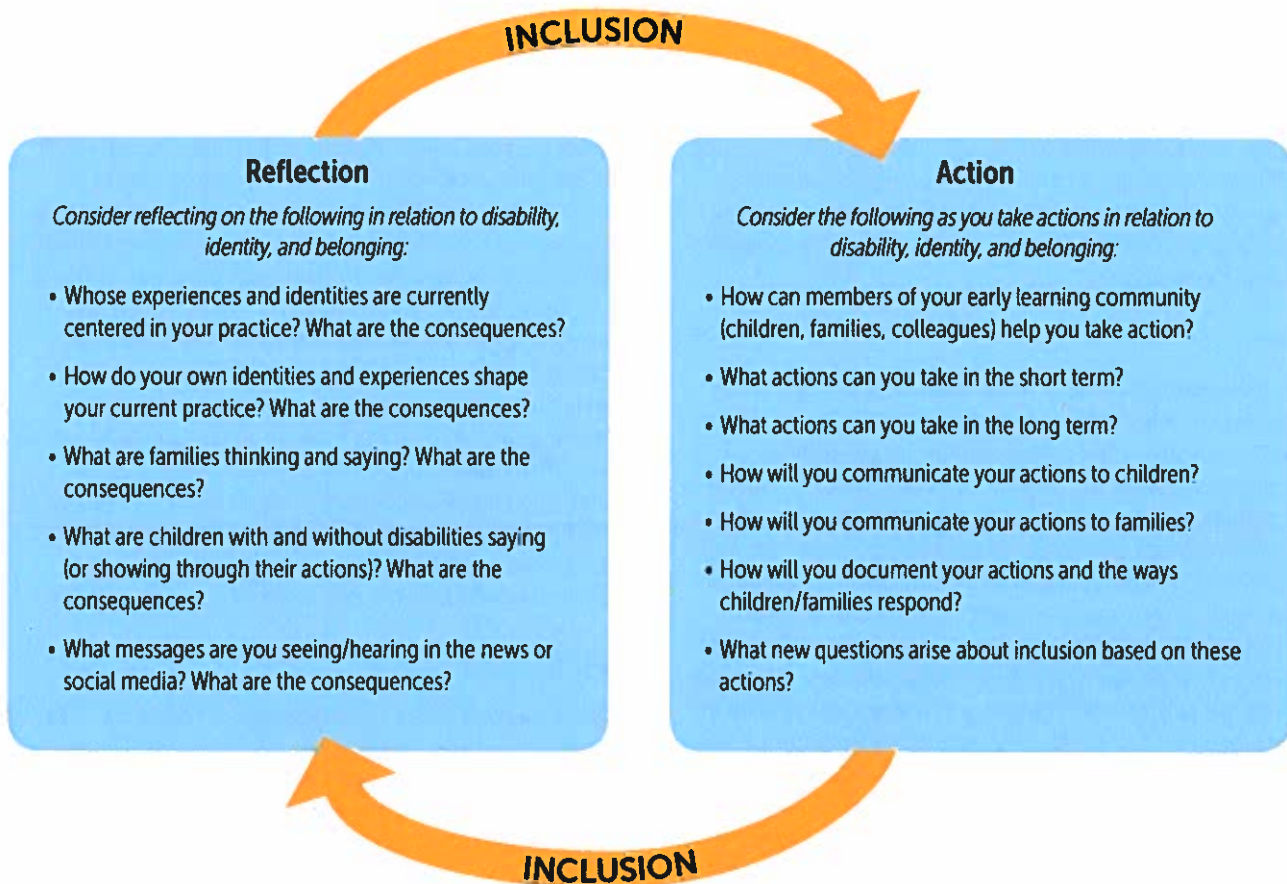 INCLUSION
Reflection
Consider reflecting on the following in relation to disability,
identity, and belonging:
• Whose experiences and identities are currently
centered in your practice? What are the consequences?
• How do your own identities and experiences shape
your current practice? What are the consequences?
• What are families thinking and saying? What are the
consequences?
• What are children with and without disabilities saying
(or showing through their actions)? What are the
consequences?
• What messages are you seeing/hearing in the news or
social media? What are the consequences?
Action
Consider the following as you take actions in relation to
disability, identity, and belonging:
• How can members of your early learning community
(children, families, colleagues) help you take action?
• What actions can you take in the short term?
• What actions can you take in the long term?
• How will you communicate your actions to children?
• How will you communicate your actions to families?
• How will you document your actions and the ways
children/families respond?
• What new questions arise about inclusion based on these
actions?
INCLUSION